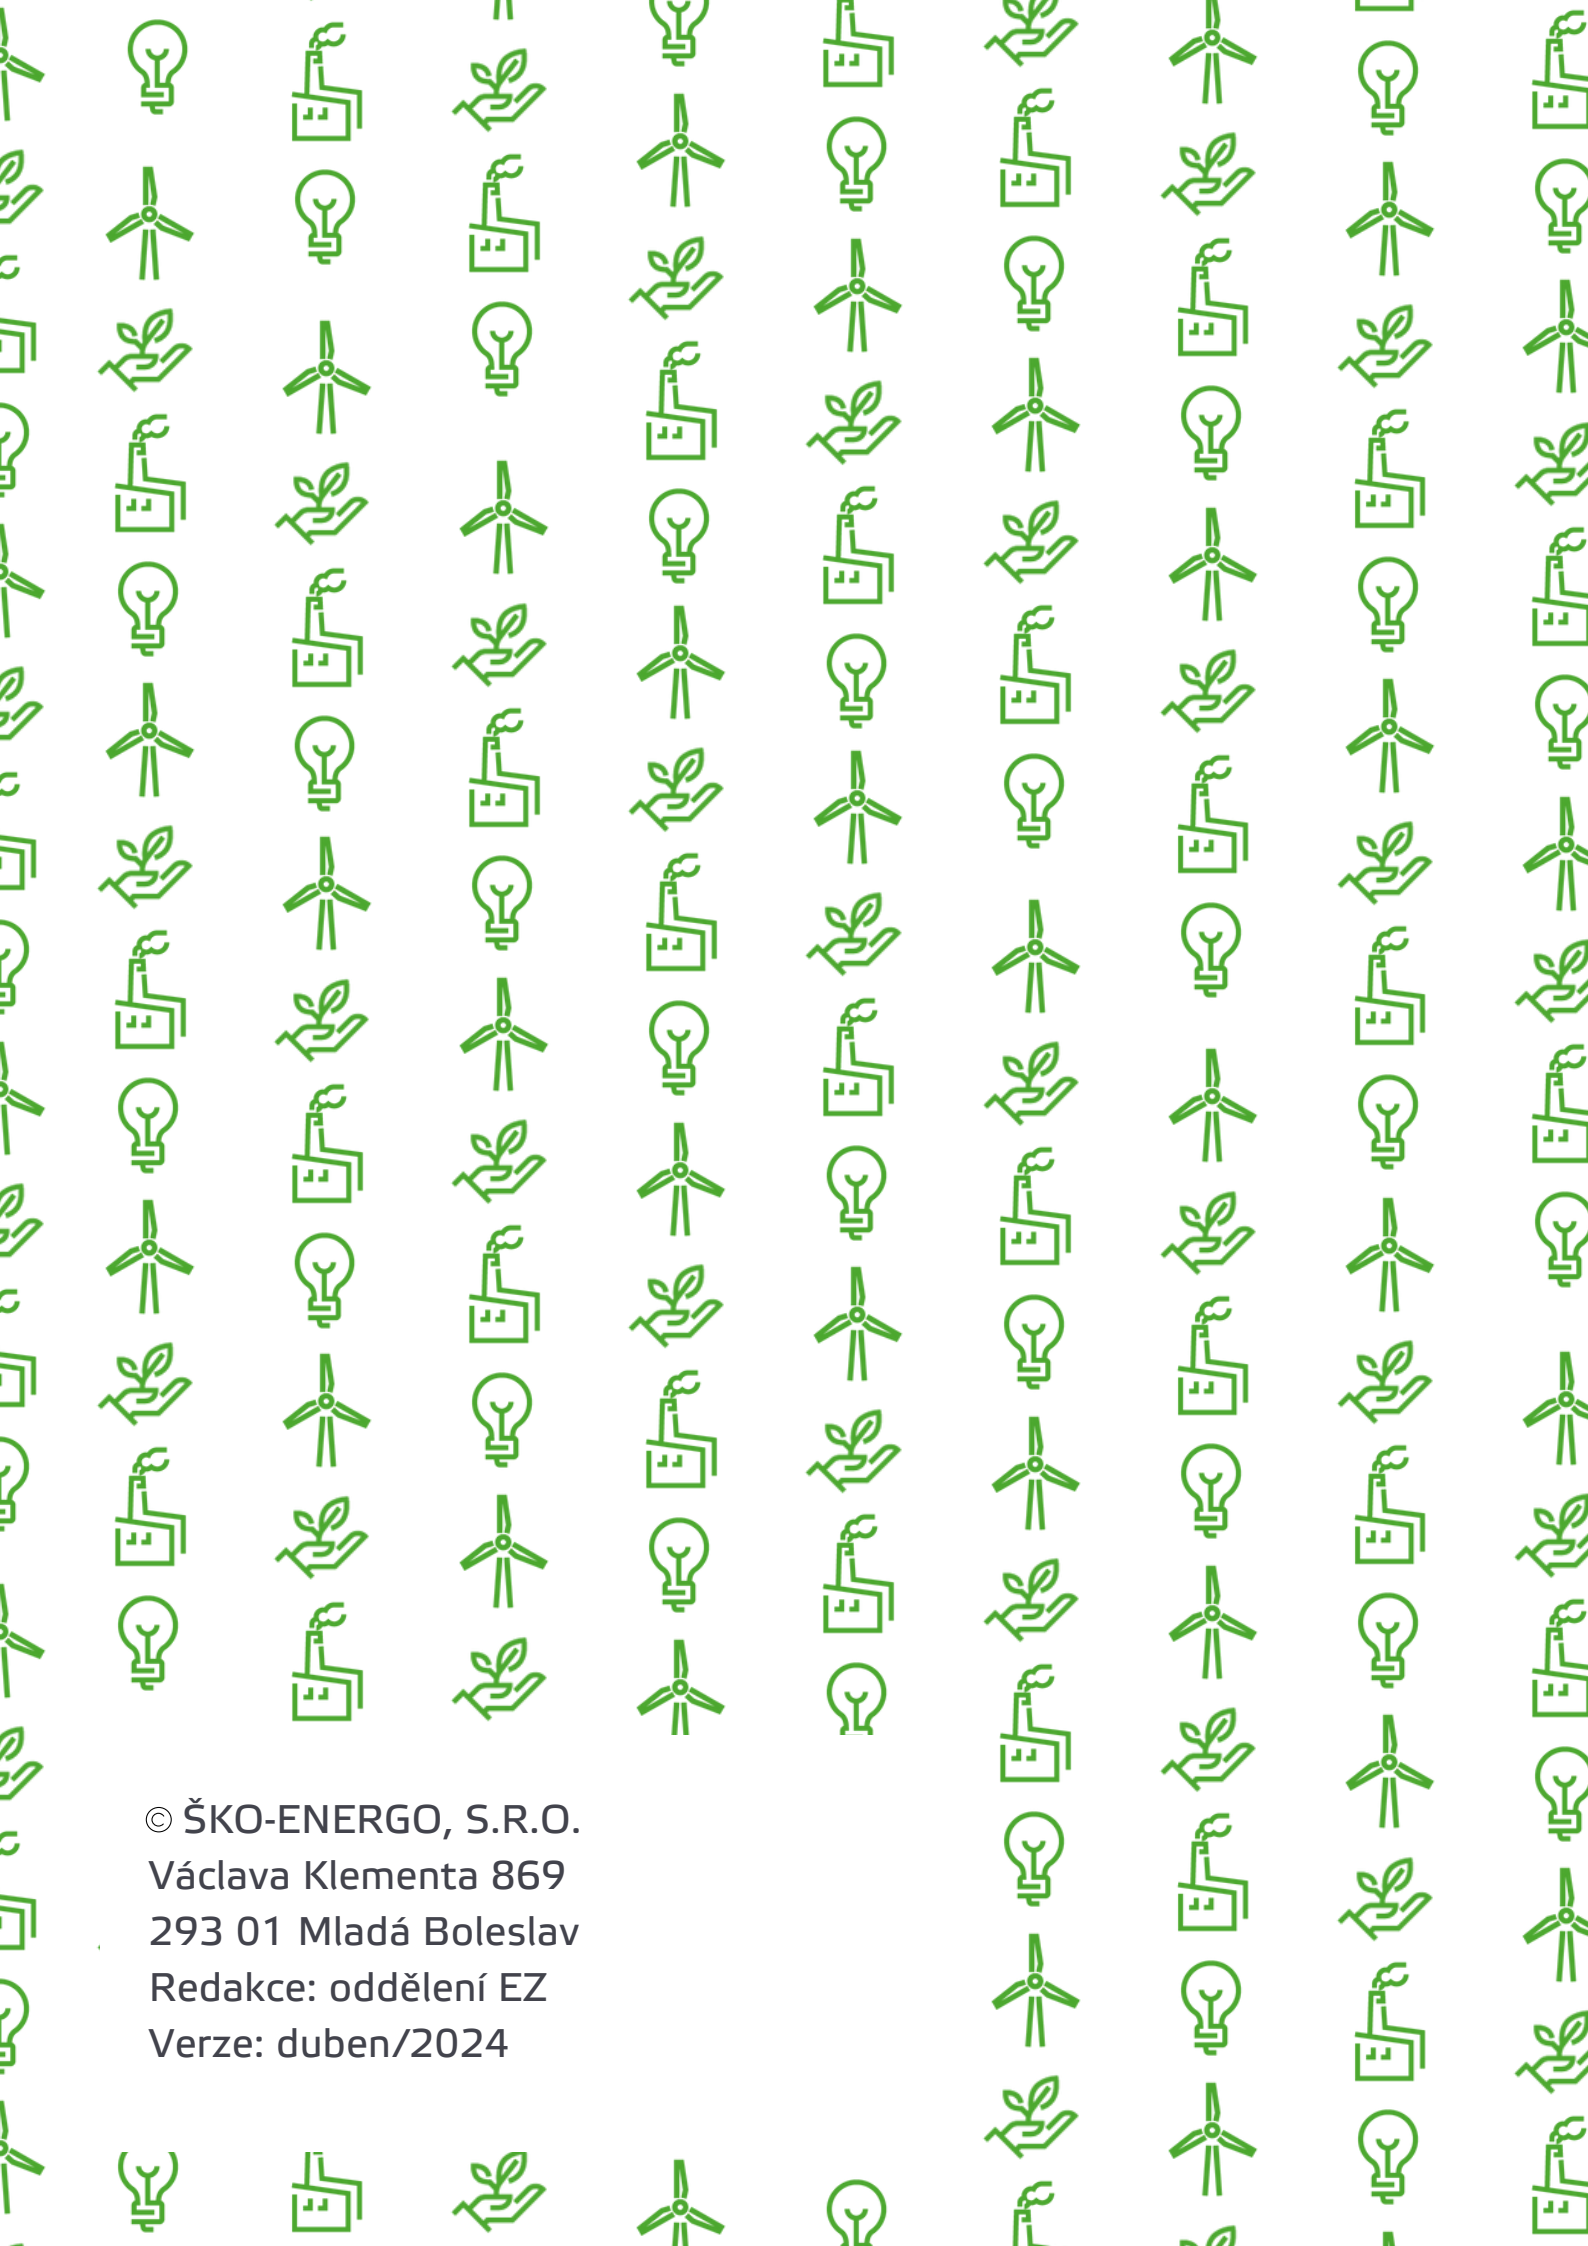 © ŠKO-ENERGO, S.R.O.
Václava Klementa 869
293 01 Mladá Boleslav
Redakce: oddělení EZ
Verze: duben/2024